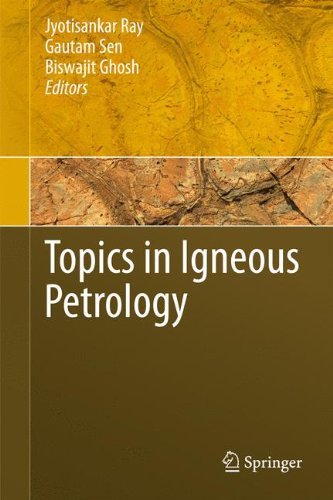 Jyotisankar Ray
Gautam Sen
Biswajit Ghosh
Editors
Topics in Igneous
Petrology
Springer